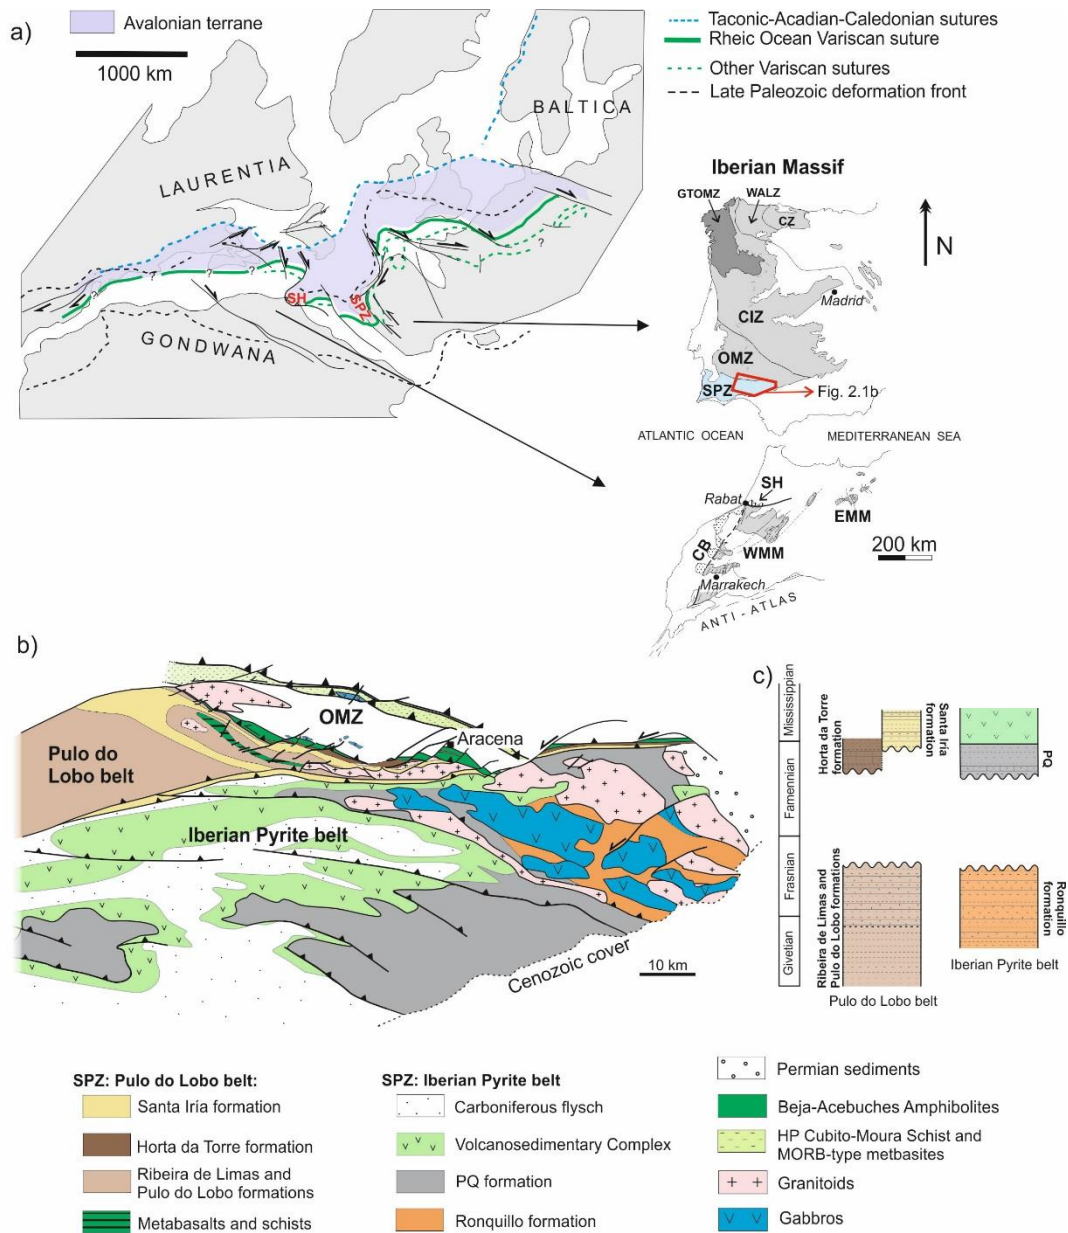 a)
Avalonian terrane
1000 km
Taconic-Acadian-Caledonian sutures
Rheic Ocean Variscan suture
Other Variscan sutures
Late Paleozoic deformation front
BALTICA
LAURENTIA
GONDWANA
SH
SPZ
?
?
?
?
?
?
Iberian Massif
GTOMZ
WALZ
CZ
N
Madrid
CIZ
OMZ
SPZ
Fig. 2.1b
ATLANTIC OCEAN
MEDITERRANEAN SEA
SH
Rabat
EMM
CB
WMM
200 km
Marrakech
ANTI-ATLAS
b)
OMZ
Aracena
Pulo do
Lobo belt
Iberian Pyrite belt
Cenozoic cover
10 km
c)
Mississippian
Famennian
Frasnian
Givetian
Horta da Torre
formation
Santa Iria
formation
PQ
Ribeira de Limas and
Pulo do Lobo formations
Ronquillo
formation
Iberian Pyrite belt
Pulo do Lobo belt
SPZ: Pulo do Lobo belt:
Santa Iria formation
Horta da Torre formation
Ribeira de Limas and
Pulo do Lobo formations
Metabasalts and schists
SPZ: Iberian Pyrite belt
Carboniferous flysch
Volcanosedimentary Complex
PQ formation
Ronquillo formation
Permian sediments
Beja-Acebuches Amphibolites
HP Cubito-Moura Schist and
MORB-type metbasites
Granitoids
Gabbros